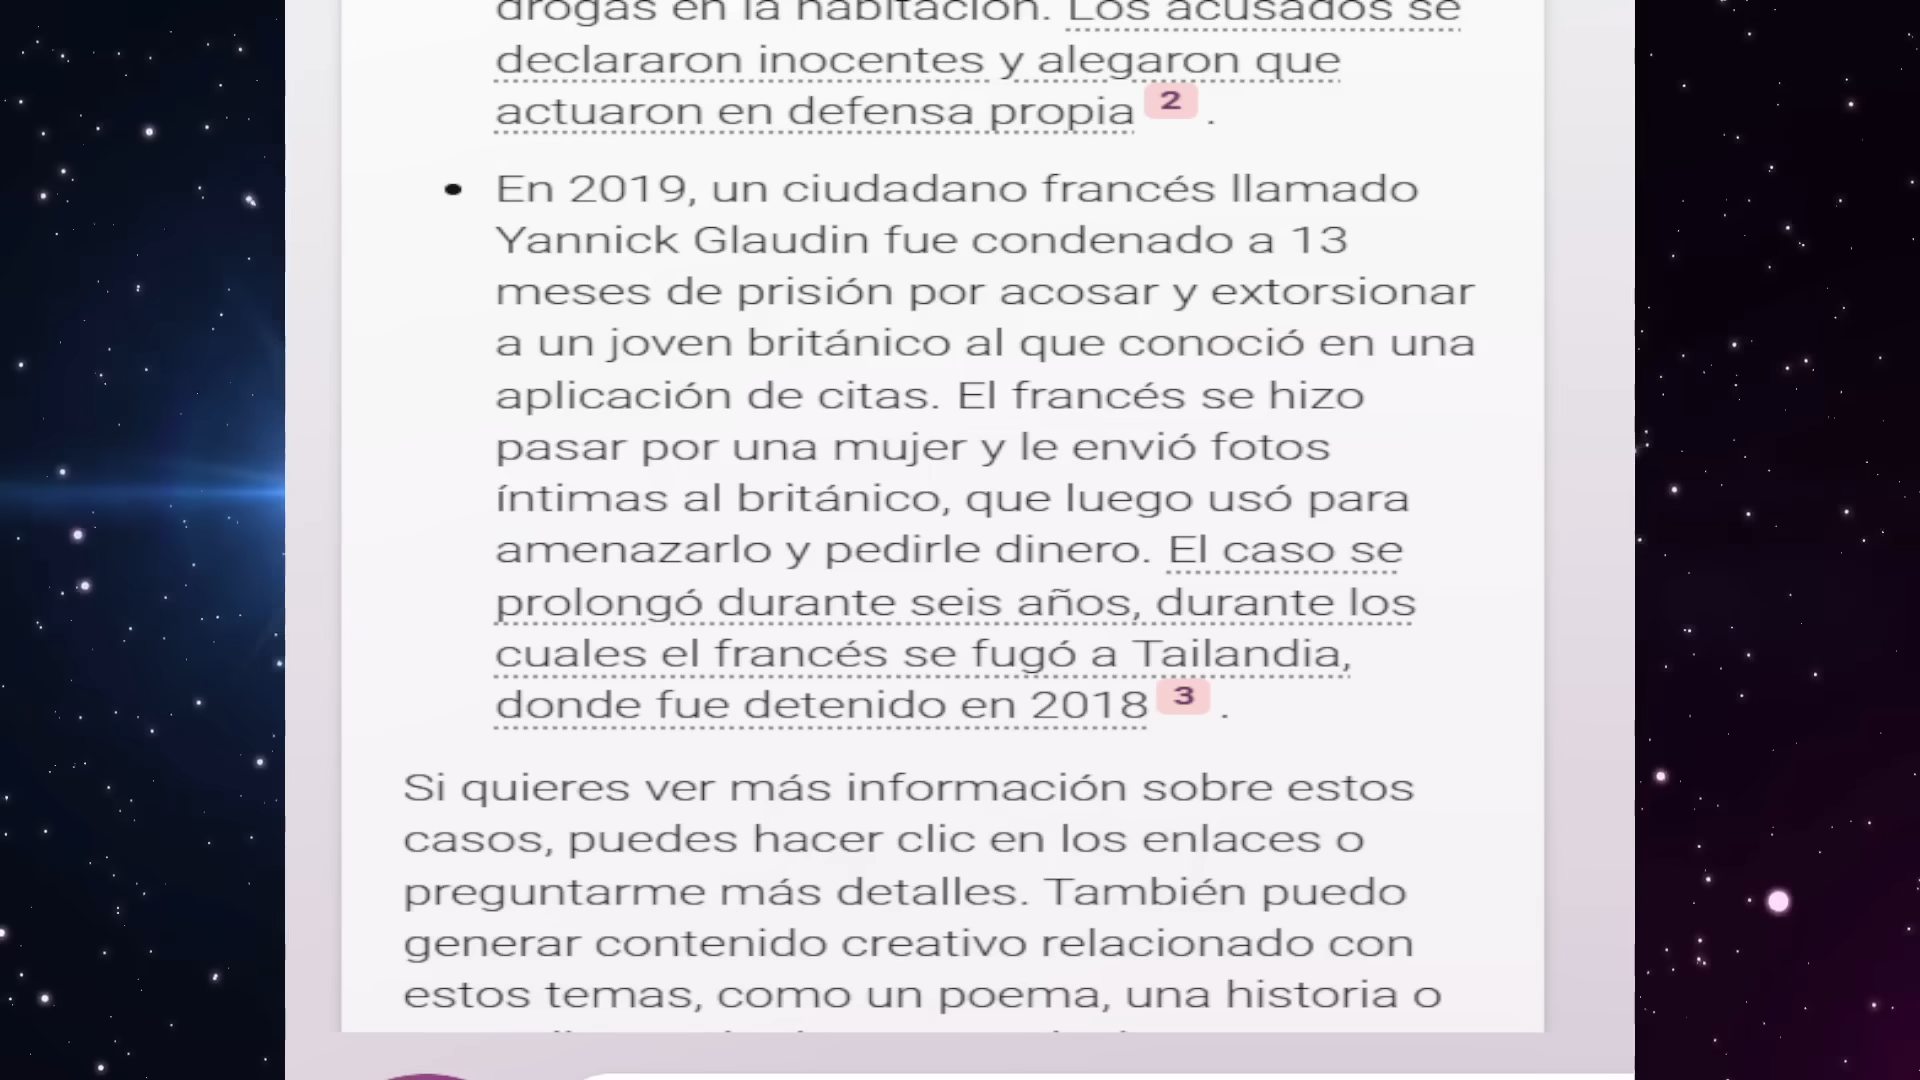 drogas en la habitación. Los acusados se
declararon inocentes y alegaron que
actuaron en defensa propia 2 .
• En 2019, un ciudadano francés llamado
Yannick Glaudin fue condenado a 13
meses de prisión por acosar y extorsionar
a un joven británico al que conoció en una
aplicación de citas. El francés se hizo
pasar por una mujer y le envió fotos
íntimas al británico, que luego usó para
amenazarlo y pedirle dinero. El caso se
prolongó durante seis años, durante los
cuales el francés se fugó a Tailandia,
donde fue detenido en 2018 3 .
Si quieres ver más información sobre estos
casos, puedes hacer clic en los enlaces o
preguntarme más detalles. También puedo
generar contenido creativo relacionado con
estos temas, como un poema, una historia o